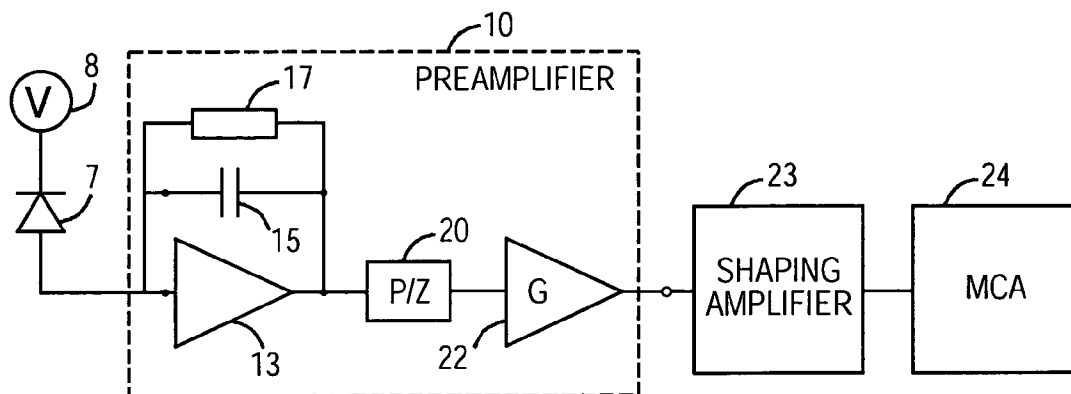 10
PREAMPLIFIER
8
V
17
7
15
13
20
P/Z
G
22
23
SHAPING
AMPLIFIER
24
MCA